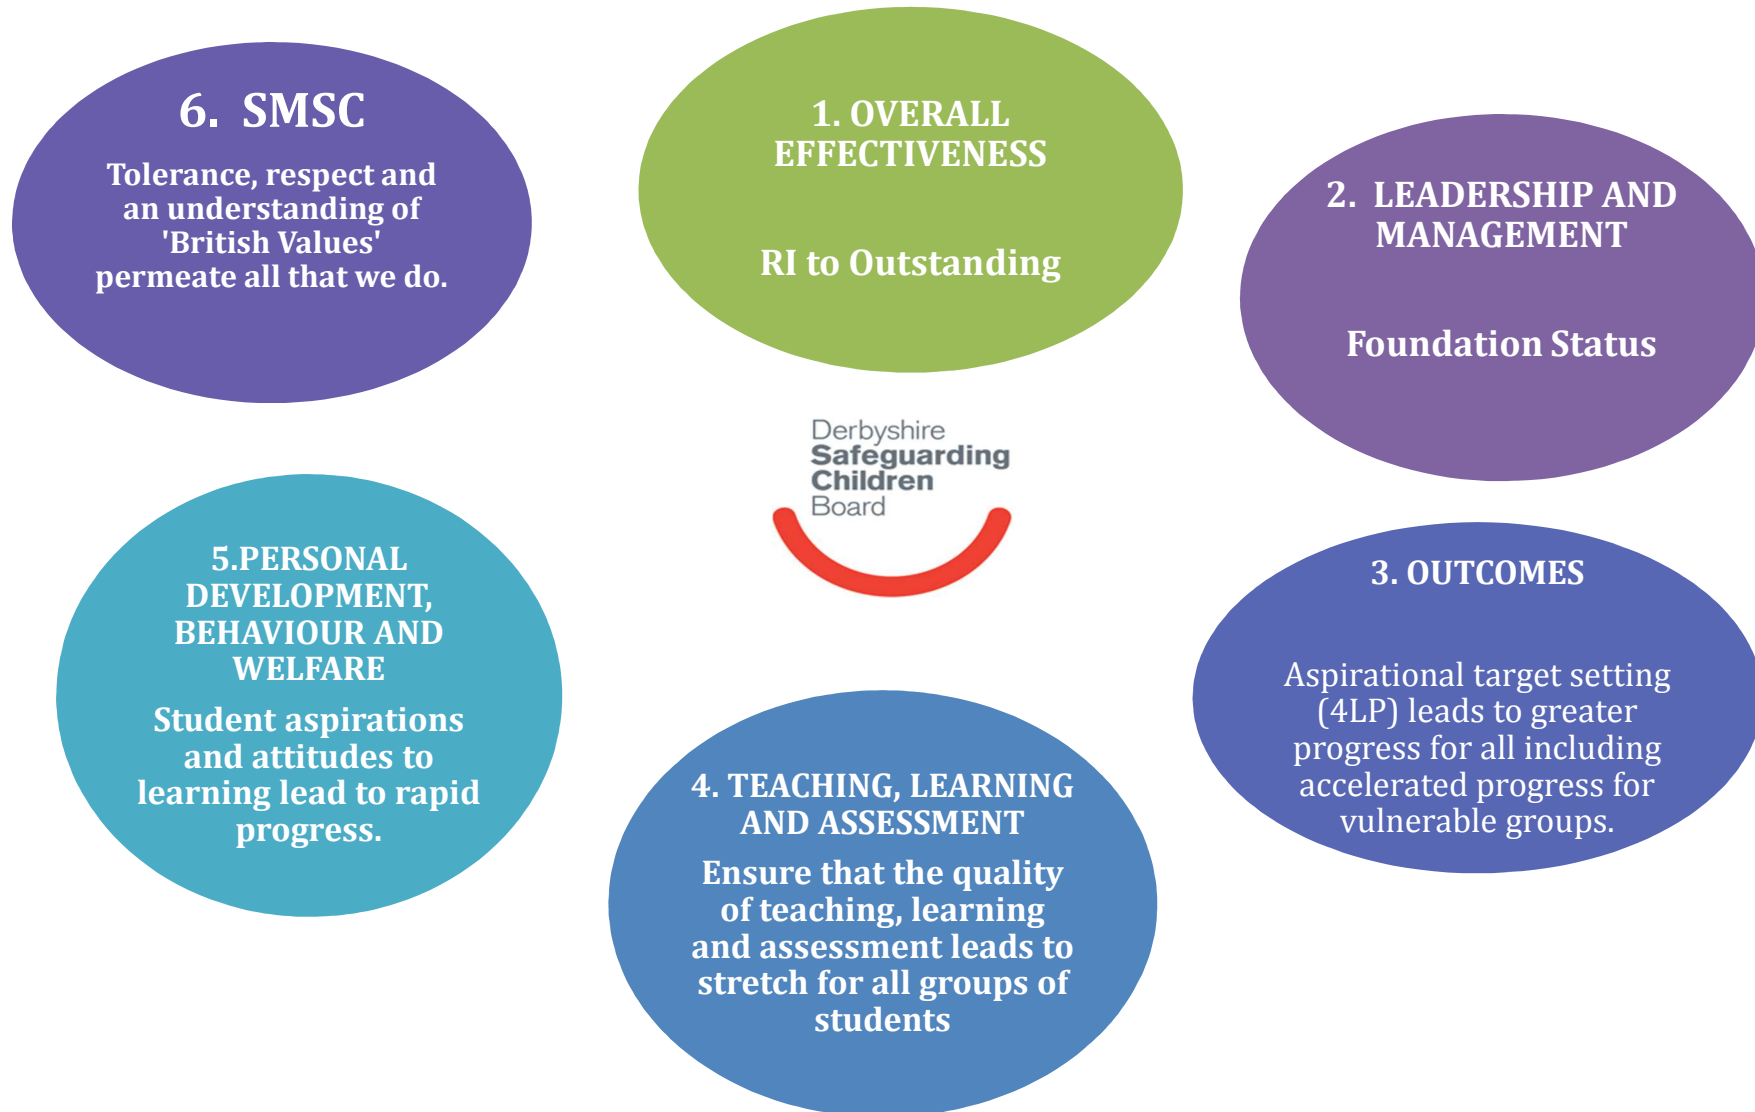 1. OVERALL
EFFECTIVENESS
RI to Outstanding
2. LEADERSHIP AND
MANAGEMENT
Foundation Status
3. OUTCOMES
Aspirational target setting
(4LP) leads to greater
progress for all including
accelerated progress for
vulnerable groups.
4. TEACHING, LEARNING
AND ASSESSMENT
Ensure that the quality
of teaching, learning
and assessment leads to
stretch for all groups of
students
5.PERSONAL
DEVELOPMENT,
BEHAVIOUR AND
WELFARE
Student aspirations
and attitudes to
learning lead to rapid
progress.
6. SMSC
Tolerance, respect and
an understanding of
'British Values'
permeate all that we do.
Derbyshire
Safeguarding
Children
Board